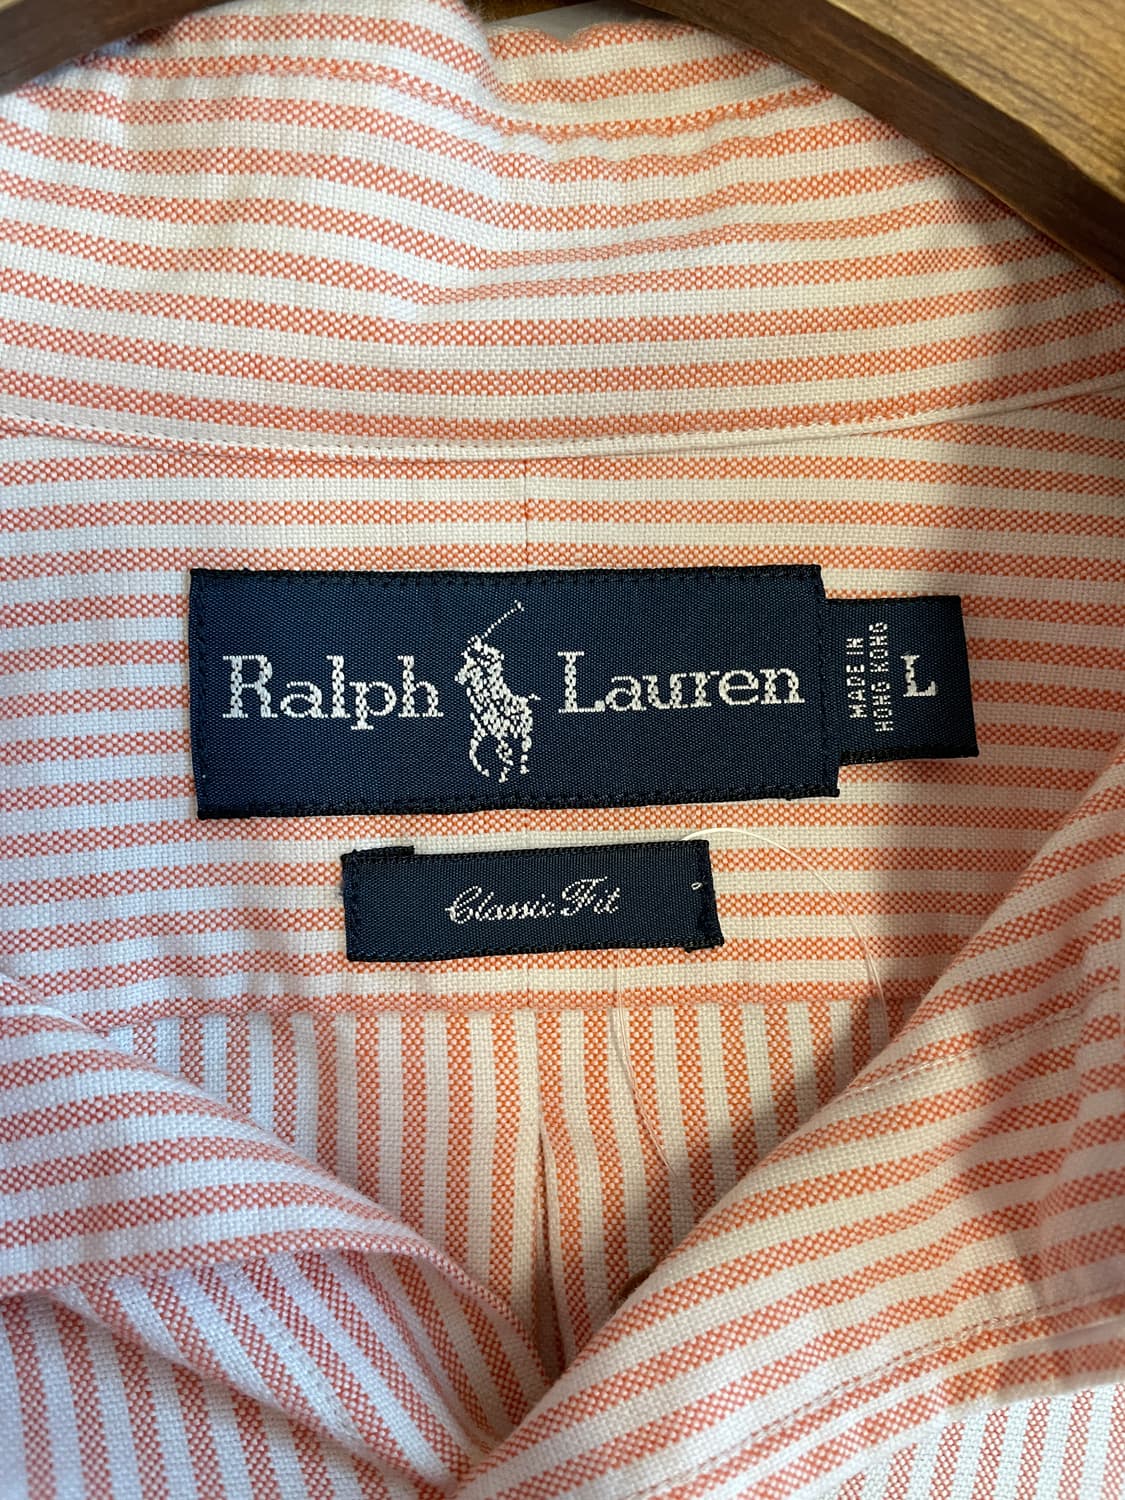 Ralph Lauren
MADE IN
HONG KONG
L
Classic Fit